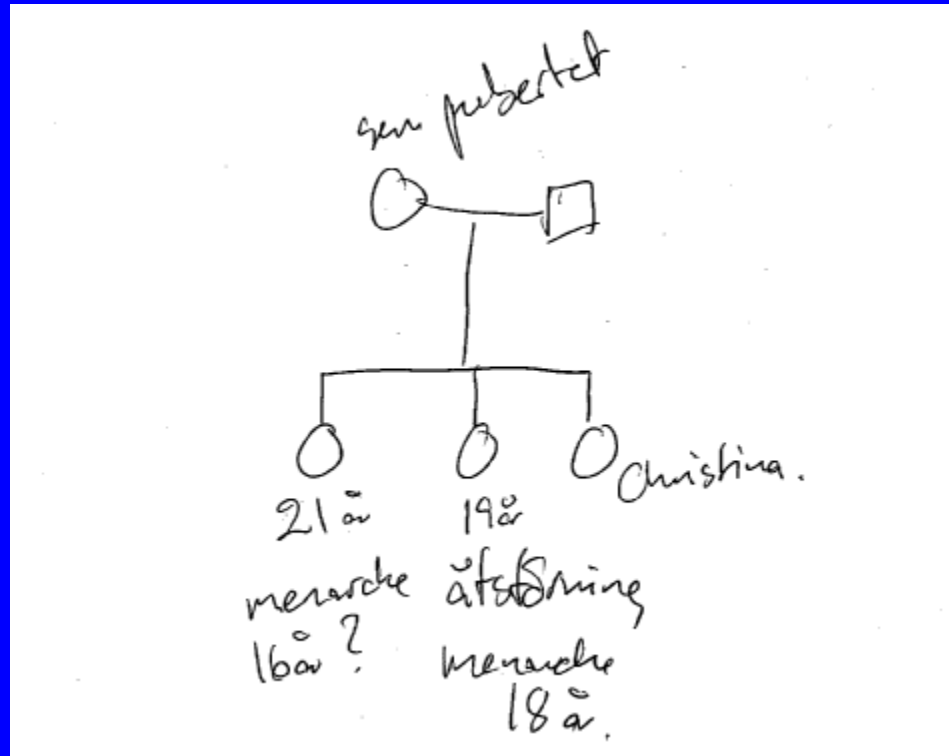 sen pubertet
Christina.
21 år
19 år
menarche
16 år?
ätstörning
menarche
18 år.